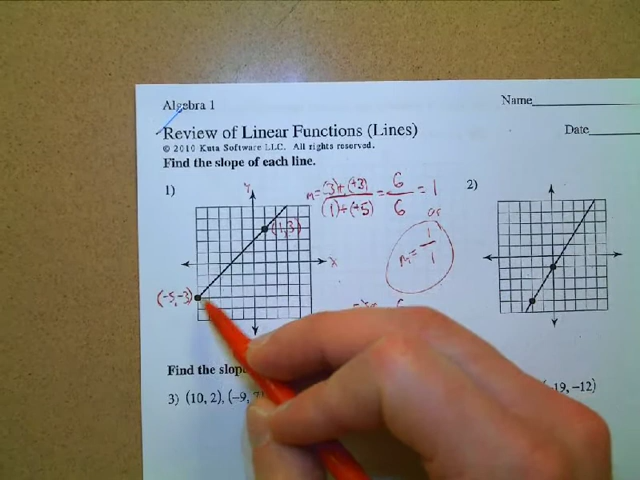 Algebra 1
Name
Review of Linear Functions (Lines)
Date
© 2010 Kuta Software LLC. All rights reserved.
Find the slope of each line.
1)
y
m = (3)+(+3) / (1)+(+5) = 6/6 = 1
2)
or
(1,3)
m = 1/1
x
(-5,-3)
6
Find the slop
3) (10, 2), (−9, 7
−19, −12)